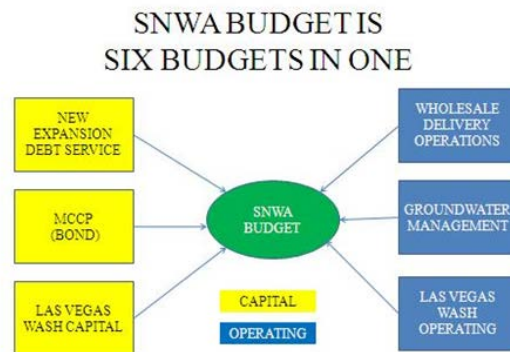 SNWA BUDGET IS
SIX BUDGETS IN ONE
NEW
EXPANSION
DEBT SERVICE
MCCP
(BOND)
LAS VEGAS
WASH CAPITAL
SNWA
BUDGET
CAPITAL
OPERATING
WHOLESALE
DELIVERY
OPERATIONS
GROUNDWATER
MANAGEMENT
LAS VEGAS
WASH
OPERATING